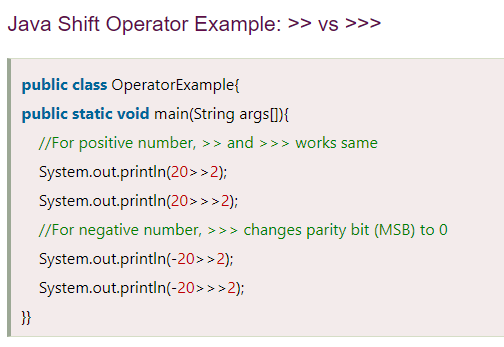 Java Shift Operator Example: >> vs >>>
public class OperatorExample{
public static void main(String args[]){
//For positive number, >> and >>> works same
System.out.println(20>>2);
System.out.println(20>>>2);
//For negative number, >>> changes parity bit (MSB) to 0
System.out.println(-20>>2);
System.out.println(-20>>>2);
}}